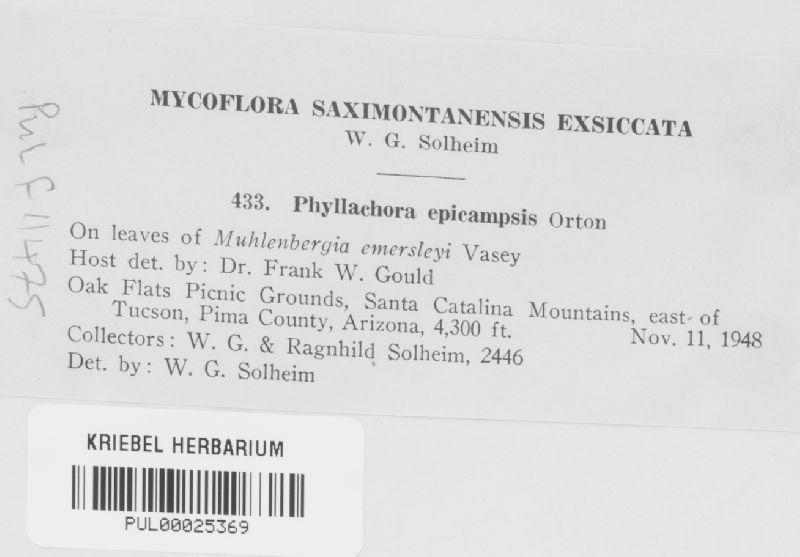 MYCOFLORA SAXIMONTANENSIS EXSICCATA
W. G. Solheim
433. Phyllachora epicampsis Orton
On leaves of Muhlenbergia emersleyi Vasey
Host det. by: Dr. Frank W. Gould
Oak Flats Picnic Grounds, Santa Catalina Mountains, east of
Tucson, Pima County, Arizona, 4,300 ft. Nov. 11, 1948
Collectors: W. G. & Ragnhild Solheim, 2446
Det. by: W. G. Solheim
PUL F 11475
KRIEBEL HERBARIUM
PUL00025369